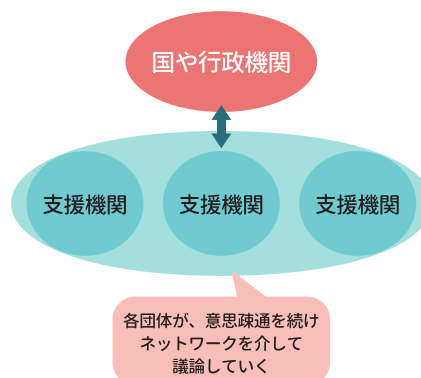 国や行政機関
支援機関
支援機関
支援機関
各団体が、意思疎通を続け
ネットワークを介して
議論していく